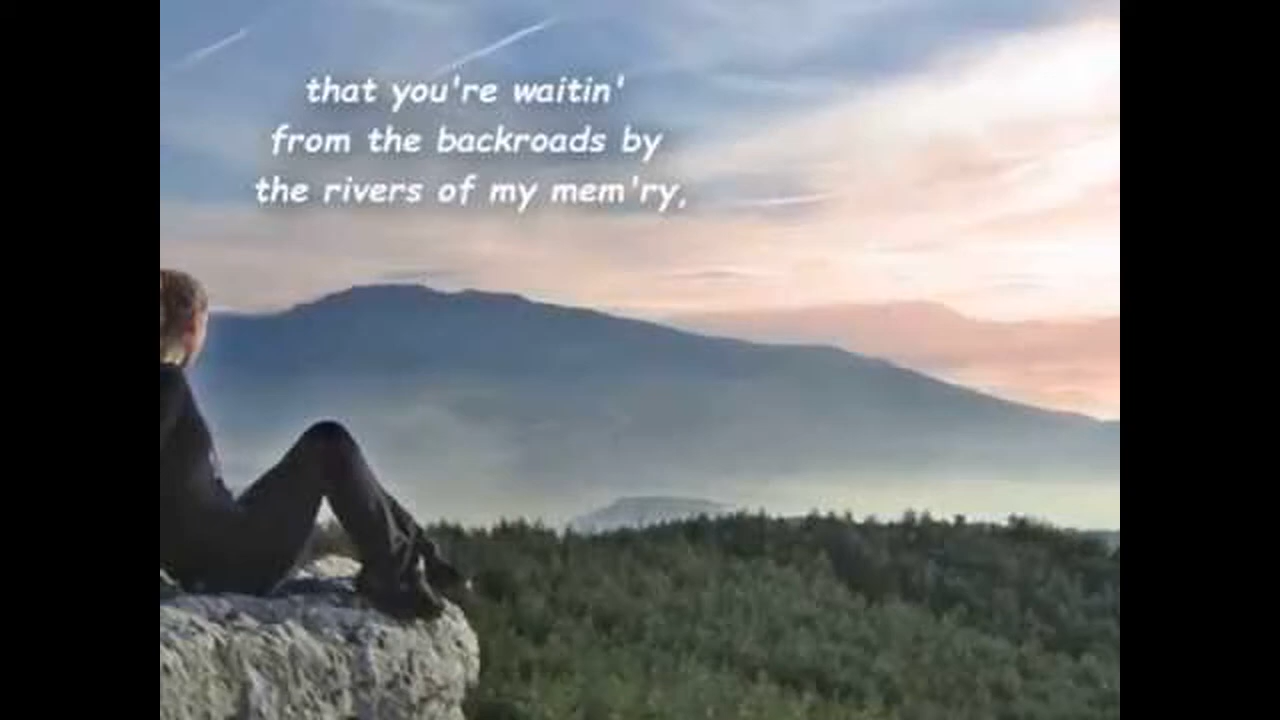 that you're waitin'
from the backroads by
the rivers of my mem'ry,